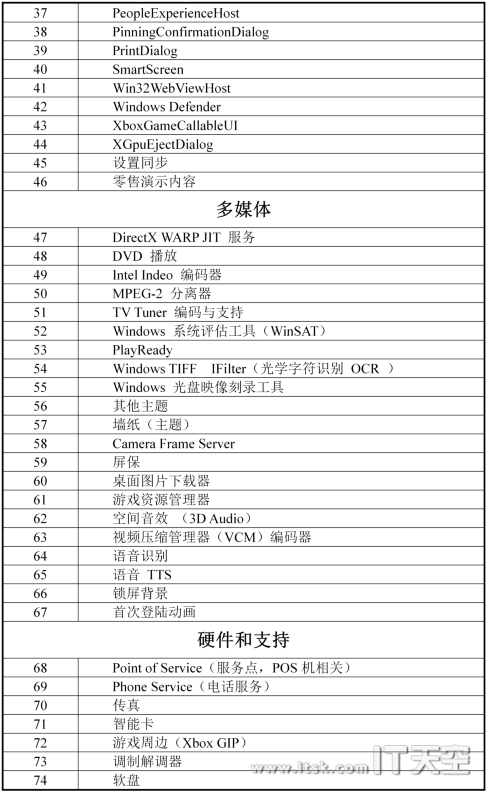 37 PeopleExperienceHost
38 PinningConfirmationDialog
39 PrintDialog
40 SmartScreen
41 Win32WebViewHost
42 Windows Defender
43 XboxGameCallableUI
44 XGpuEjectDialog
45 设置同步
46 零售演示内容
多媒体
47 DirectX WARP JIT 服务
48 DVD 播放
49 Intel Indeo 编码器
50 MPEG-2 分离器
51 TV Tuner 编码与支持
52 Windows 系统评估工具（WinSAT）
53 PlayReady
54 Windows TIFF IFilter（光学字符识别 OCR ）
55 Windows 光盘映像刻录工具
56 其他主题
57 墙纸（主题）
58 Camera Frame Server
59 屏保
60 桌面图片下载器
61 游戏资源管理器
62 空间音效 （3D Audio）
63 视频压缩管理器（VCM）编码器
64 语音识别
65 语音 TTS
66 锁屏背景
67 首次登陆动画
硬件和支持
68 Point of Service（服务点，POS 机相关）
69 Phone Service（电话服务）
70 传真
71 智能卡
72 游戏周边（Xbox GIP）
73 调制解调器
74 软盘
www.itsk.com IT天空